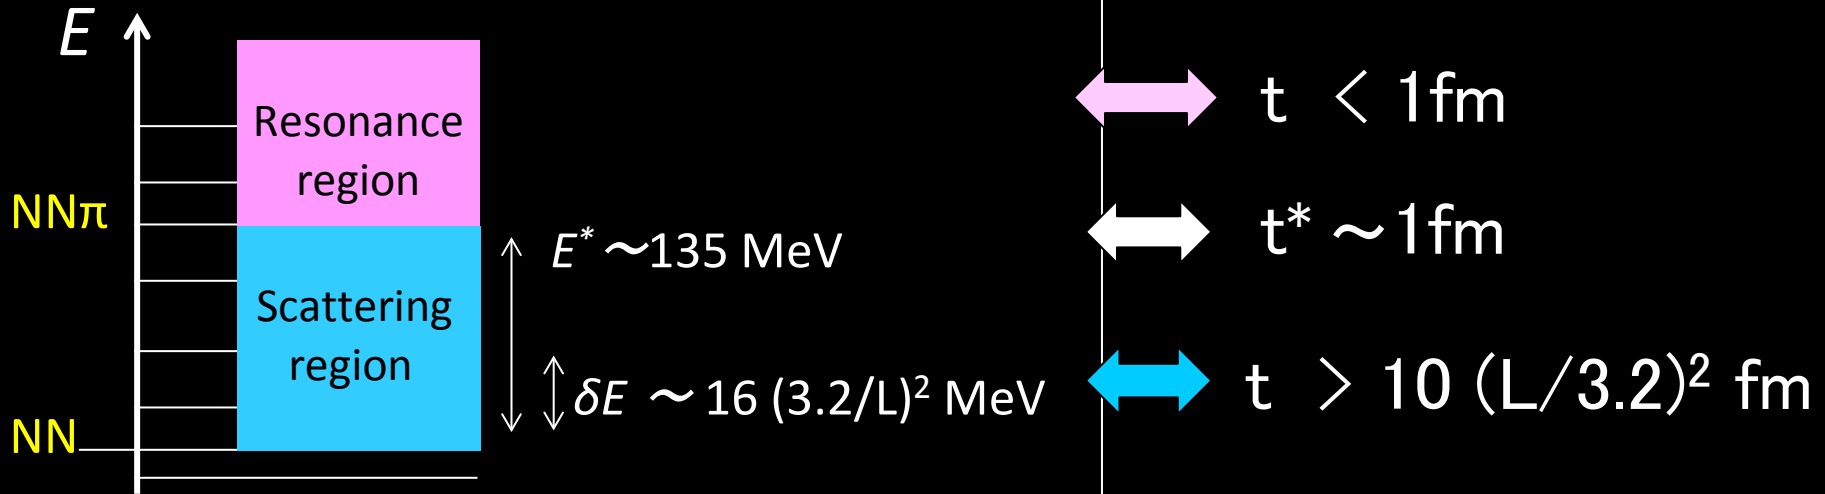 E
Resonance
region
t < 1fm
NNπ
E* ～135 MeV
t* ～1fm
Scattering
region
δE ～ 16 (3.2/L)² MeV
t > 10 (L/3.2)² fm
NN